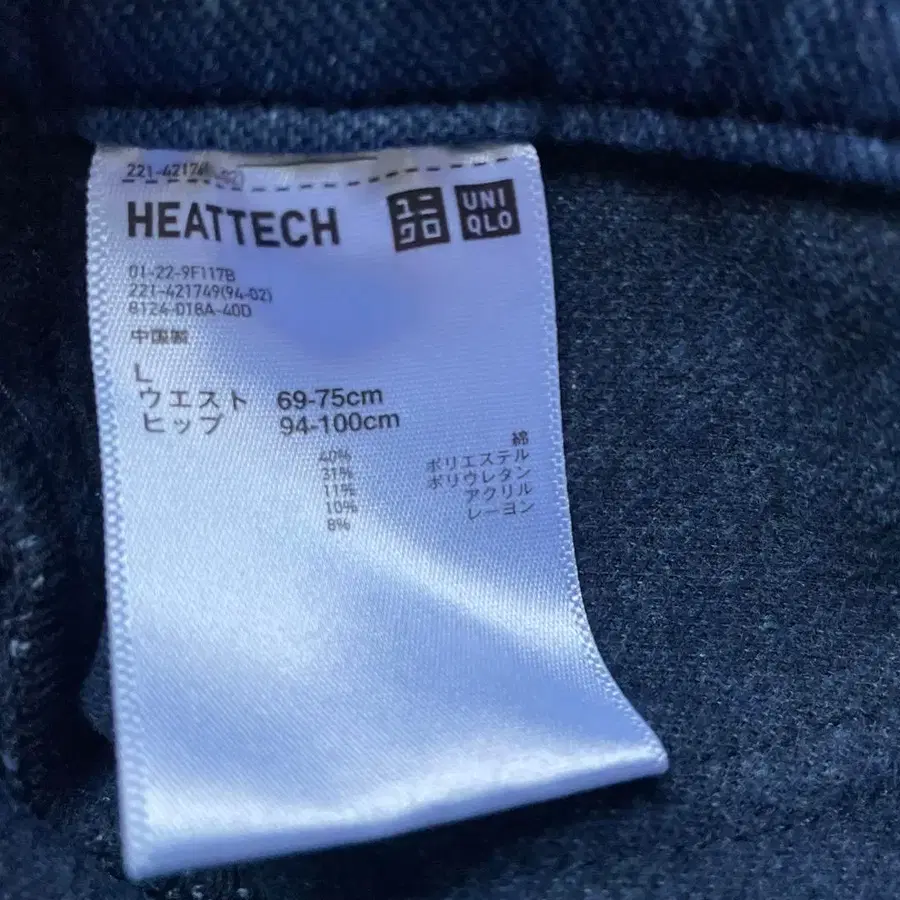 221-421749
HEATTECH
ユニ
クロ
UNI
QLO
01-22-9F117B
221-421749(94-02)
8124-018A-40D
中国製
L
ウエスト 69-75cm
ヒップ 94-100cm
40% 綿
31% ポリエステル
11% ポリウレタン
10% アクリル
8% レーヨン